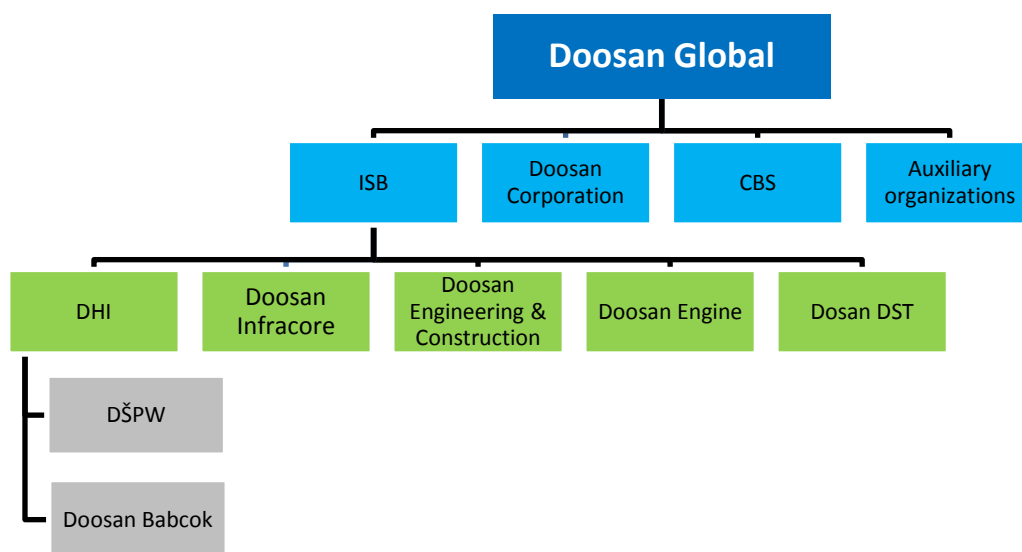 Doosan Global
ISB
Doosan
Corporation
CBS
Auxiliary
organizations
DHI
Doosan
Infracore
Doosan
Engineering &
Construction
Doosan Engine
Dosan DST
DŠPW
Doosan Babcok